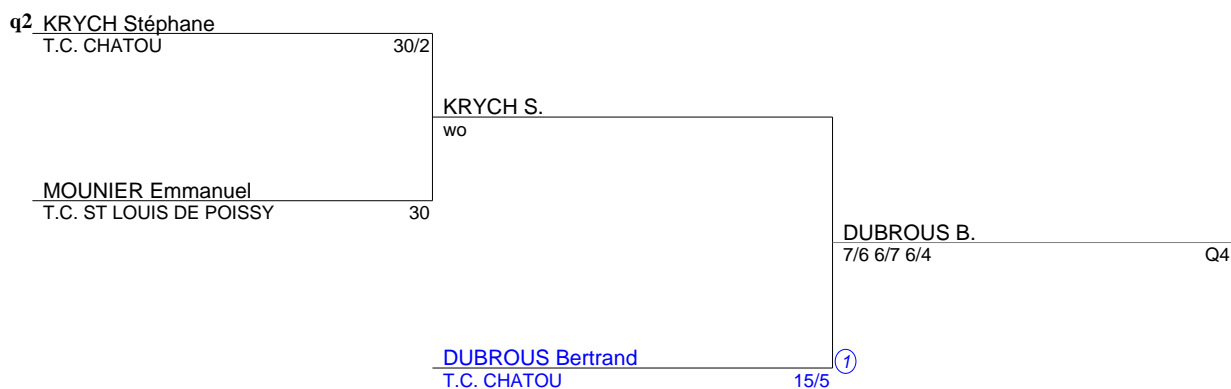 q2 KRYCH Stéphane
T.C. CHATOU 30/2
KRYCH S.
wo
MOUNIER Emmanuel
T.C. ST LOUIS DE POISSY 30
DUBROUS B.
7/6 6/7 6/4 Q4
DUBROUS Bertrand 1
T.C. CHATOU 15/5